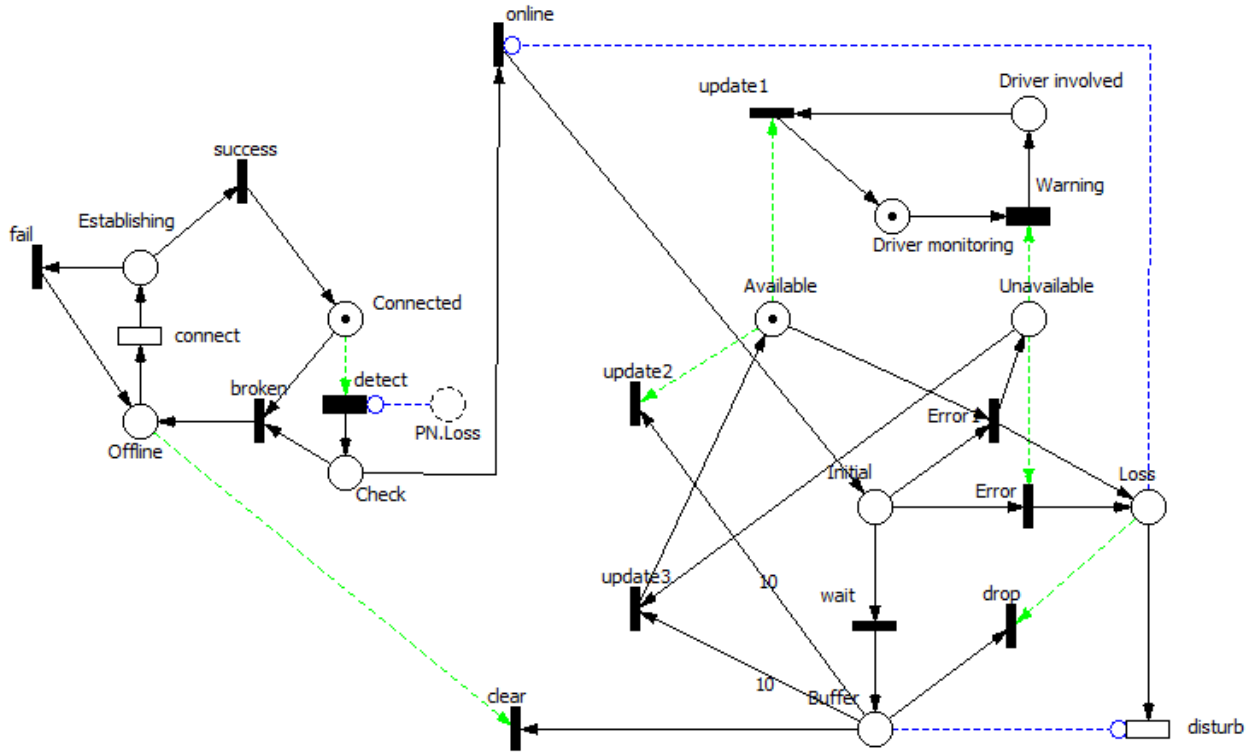 online
update1
Driver involved
success
Warning
Establishing
fail
Driver monitoring
Connected
Available
Unavailable
connect
update2
broken
detect
Error1
PN.Loss
Offline
Check
Initial
Error
Loss
update3
10
wait
drop
10
clear
Buffer
disturb